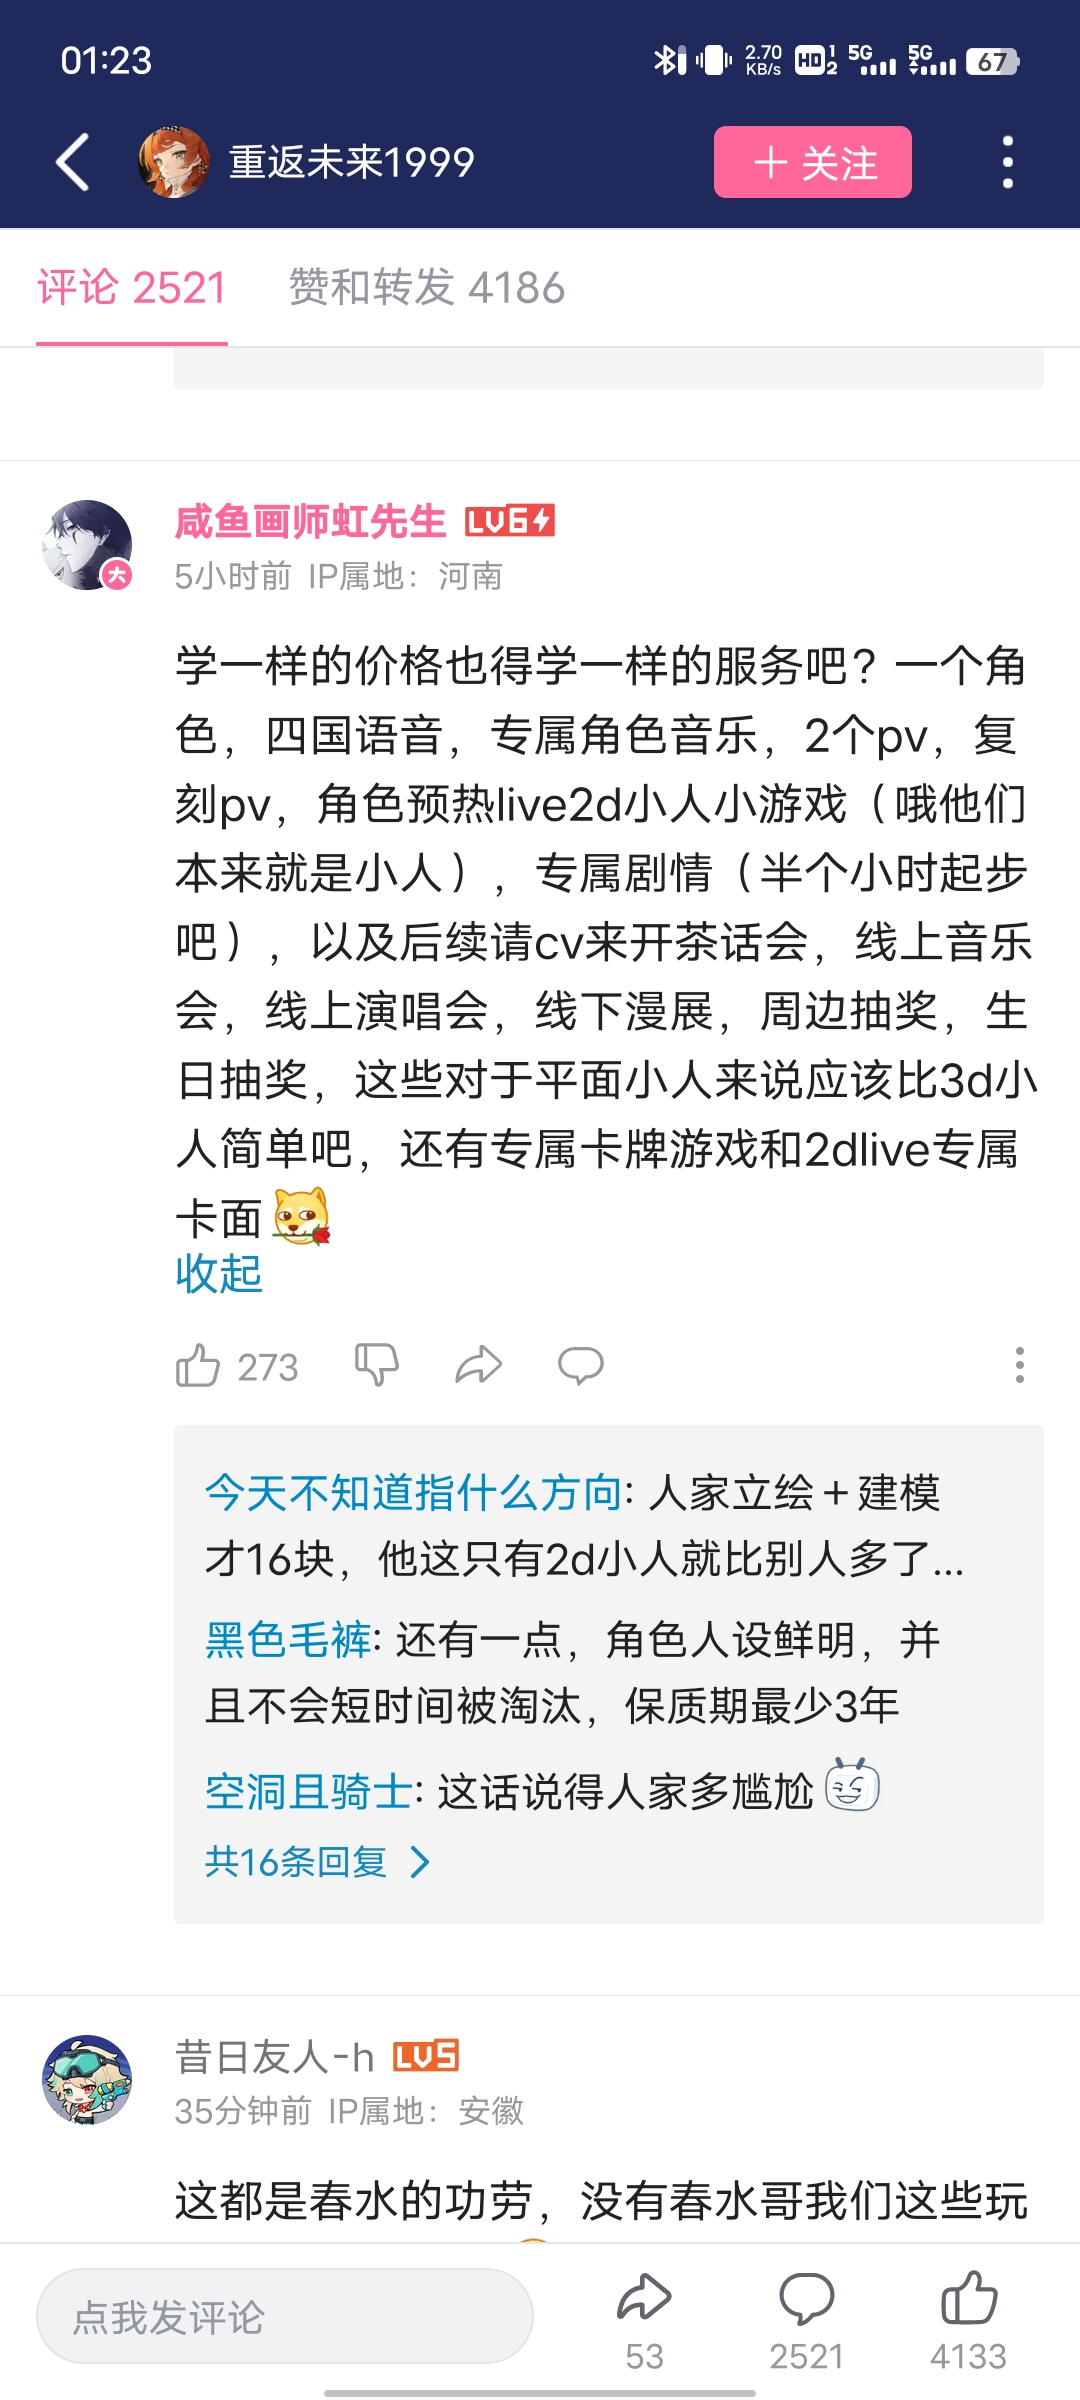 01:23
2.70 KB/s HD 1 2 5G 5G 67
重返未来1999
+ 关注
评论 2521 赞和转发 4186
咸鱼画师虹先生 LV6
5小时前 IP属地：河南
学一样的价格也得学一样的服务吧？一个角
色，四国语音，专属角色音乐，2个pv，复
刻pv，角色预热live2d小人小游戏（哦他们
本来就是小人），专属剧情（半个小时起步
吧），以及后续请cv来开茶话会，线上音乐
会，线上演唱会，线下漫展，周边抽奖，生
日抽奖，这些对于平面小人来说应该比3d小
人简单吧，还有专属卡牌游戏和2dlive专属
卡面
收起
273
今天不知道指什么方向: 人家立绘＋建模
才16块，他这只有2d小人就比别人多了...
黑色毛裤: 还有一点，角色人设鲜明，并
且不会短时间被淘汰，保质期最少3年
空洞且骑士: 这话说得人家多尴尬
共16条回复
昔日友人-h LV5
35分钟前 IP属地：安徽
这都是春水的功劳，没有春水哥我们这些玩
点我发评论
53 2521 4133